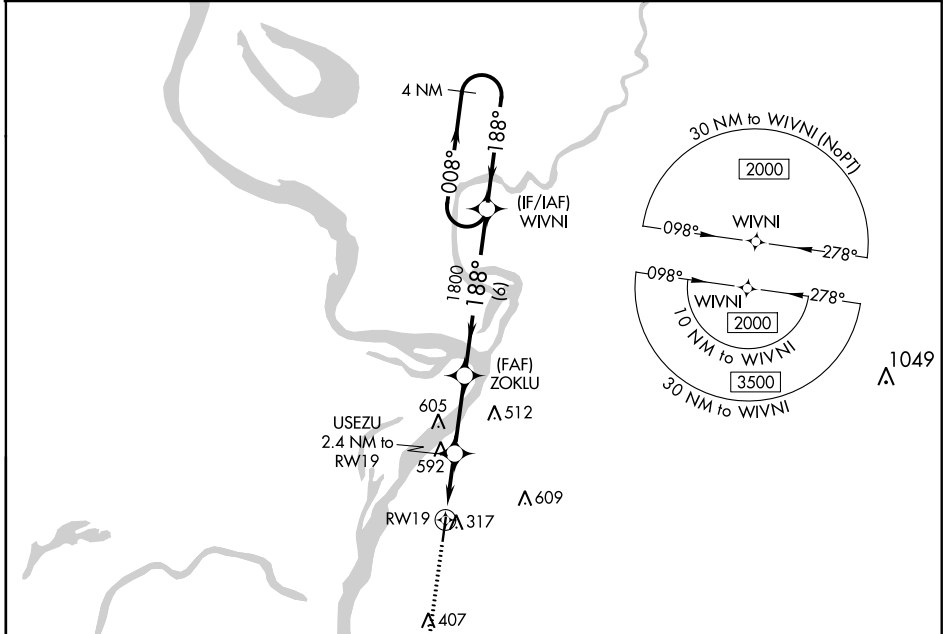 4 NM
188°
008°
(IF/IAF)
WIVNI
1800
188°
(6)
(FAF)
ZOKLU
605
512
USEZU
2.4 NM to
RW19
592
609
RW19
317
407
30 NM to WIVNI (NoPT)
2000
WIVNI
098°
278°
098°
278°
WIVNI
2000
10 NM to WIVNI
3500
30 NM to WIVNI
1049